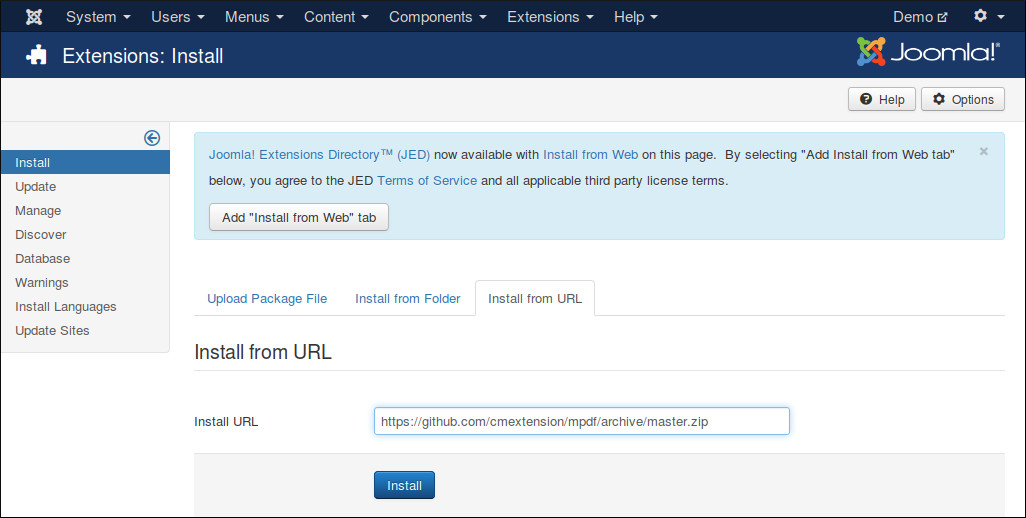 System Users Menus Content Components Extensions Help Demo
Extensions: Install Joomla!®
Help Options
Joomla! Extensions Directory™ (JED) now available with Install from Web on this page. By selecting "Add Install from Web tab"
below, you agree to the JED Terms of Service and all applicable third party license terms.
Add "Install from Web" tab
Install
Update
Manage
Discover
Database
Warnings
Install Languages
Update Sites
Upload Package File Install from Folder Install from URL
Install from URL
Install URL https://github.com/cmextension/mpdf/archive/master.zip
Install